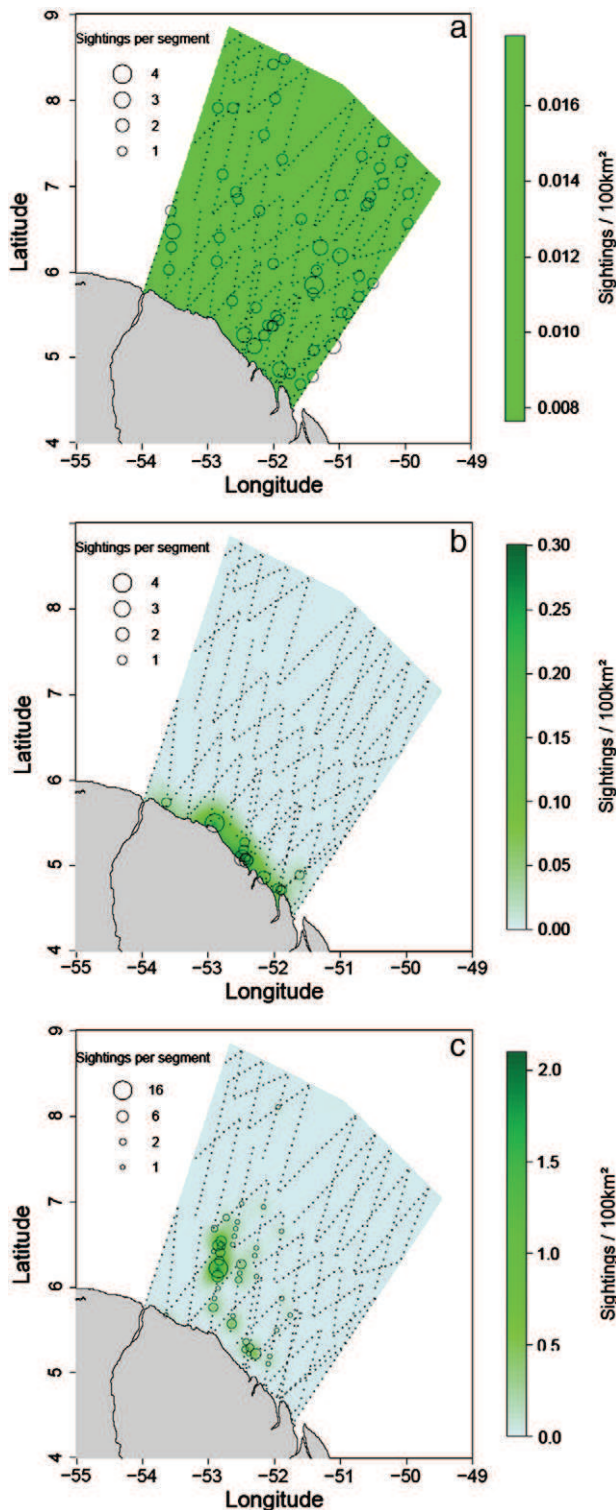 a
Sightings per segment
4
3
2
1
9
8
7
6
5
4
Latitude
−55 −54 −53 −52 −51 −50 −49
Longitude
0.016
0.014
0.012
0.010
0.008
Sightings / 100km²
b
Sightings per segment
4
3
2
1
8
7
6
5
4
Latitude
−55 −54 −53 −52 −51 −50 −49
Longitude
0.30
0.25
0.20
0.15
0.10
0.05
0.00
Sightings / 100km²
c
Sightings per segment
16
6
2
1
9
8
7
6
5
4
Latitude
−55 −54 −53 −52 −51 −50 −49
Longitude
2.0
1.5
1.0
0.5
0.0
Sightings / 100km²